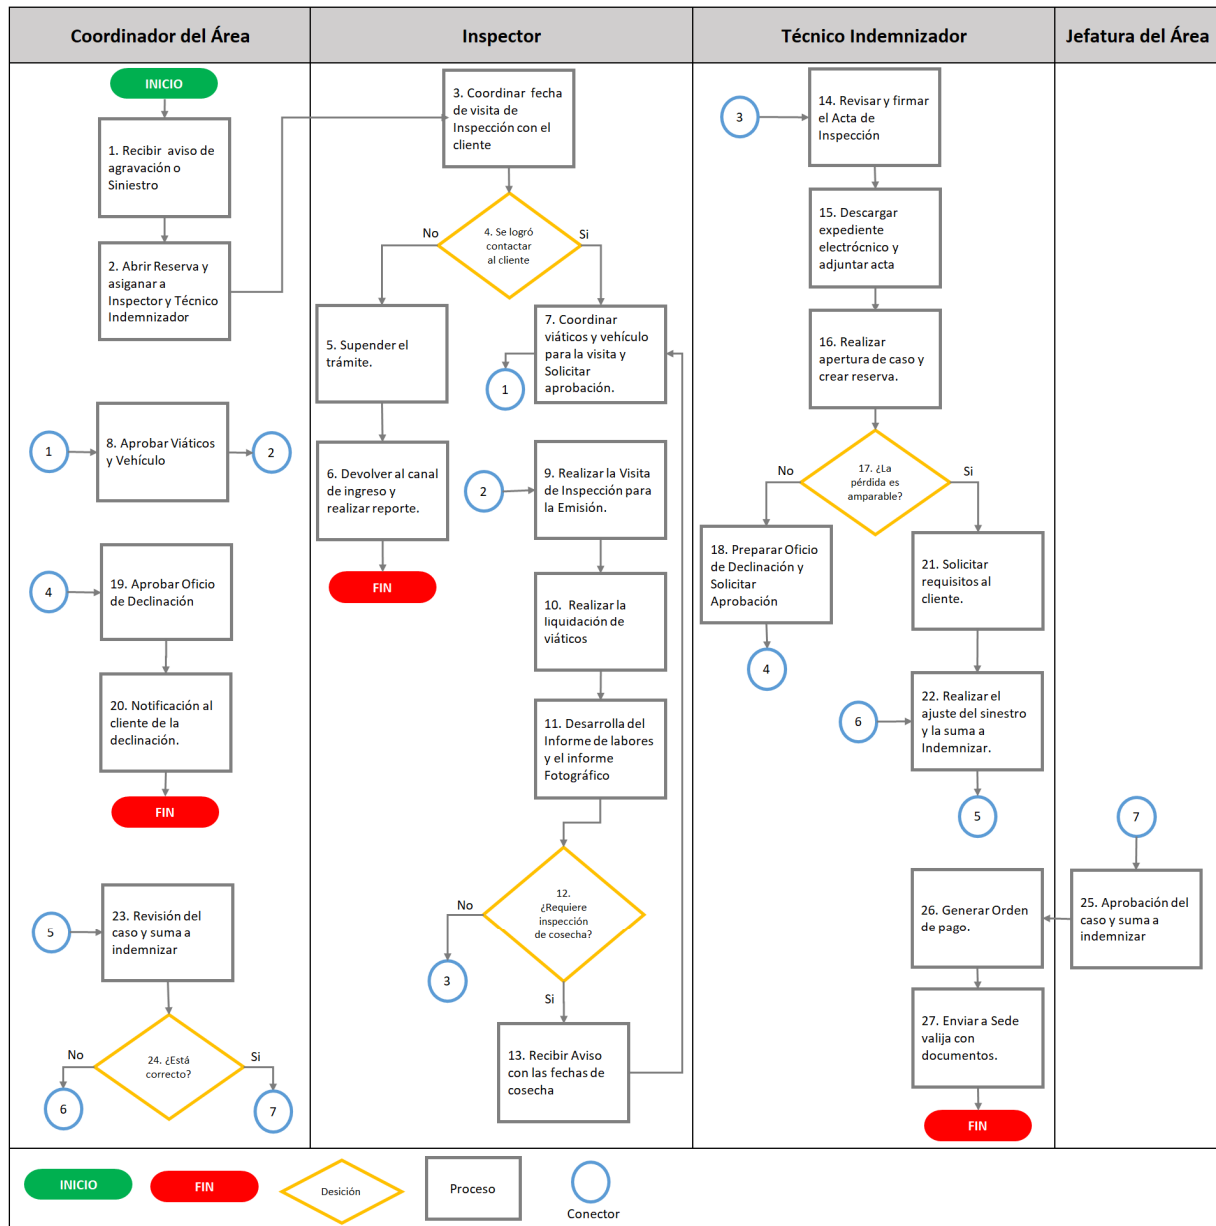 Coordinador del Área
Inspector
Técnico Indemnizador
Jefatura del Área
INICIO
1. Recibir aviso de
agravación o
Siniestro
2. Abrir Reserva y
asiganar a
Inspector y Técnico
Indemnizador
1
8. Aprobar Viáticos
y Vehículo
2
4
19. Aprobar Oficio
de Declinación
20. Notificación al
cliente de la
declinación.
FIN
5
23. Revisión del
caso y suma a
indemnizar
No
24. ¿Está
correcto?
Si
6
7
3. Coordinar fecha
de visita de
Inspección con el
cliente
No
4. Se logró
contactar
al cliente
Si
5. Supender el
trámite.
7. Coordinar
viáticos y vehículo
para la visita y
Solicitar
aprobación.
1
6. Devolver al canal
de ingreso y
realizar reporte.
FIN
2
9. Realizar la Visita
de Inspección para
la Emisión.
10. Realizar la
liquidación de
viáticos
11. Desarrolla del
Informe de labores
y el informe
Fotográfico
No
12.
¿Requiere
inspección
de cosecha?
3
Si
13. Recibir Aviso
con las fechas de
cosecha
3
14. Revisar y firmar
el Acta de
Inspección
15. Descargar
expediente
electrócnico y
adjuntar acta
16. Realizar
apertura de caso y
crear reserva.
No
17. ¿La
pérdida es
amparable?
Si
18. Preparar Oficio
de Declinación y
Solicitar
Aprobación
4
21. Solicitar
requisitos al
cliente.
6
22. Realizar el
ajuste del sinestro
y la suma a
Indemnizar.
5
26. Generar Orden
de pago.
27. Enviar a Sede
valija con
documentos.
FIN
7
25. Aprobación del
caso y suma a
indemnizar
INICIO
FIN
Desición
Proceso
Conector